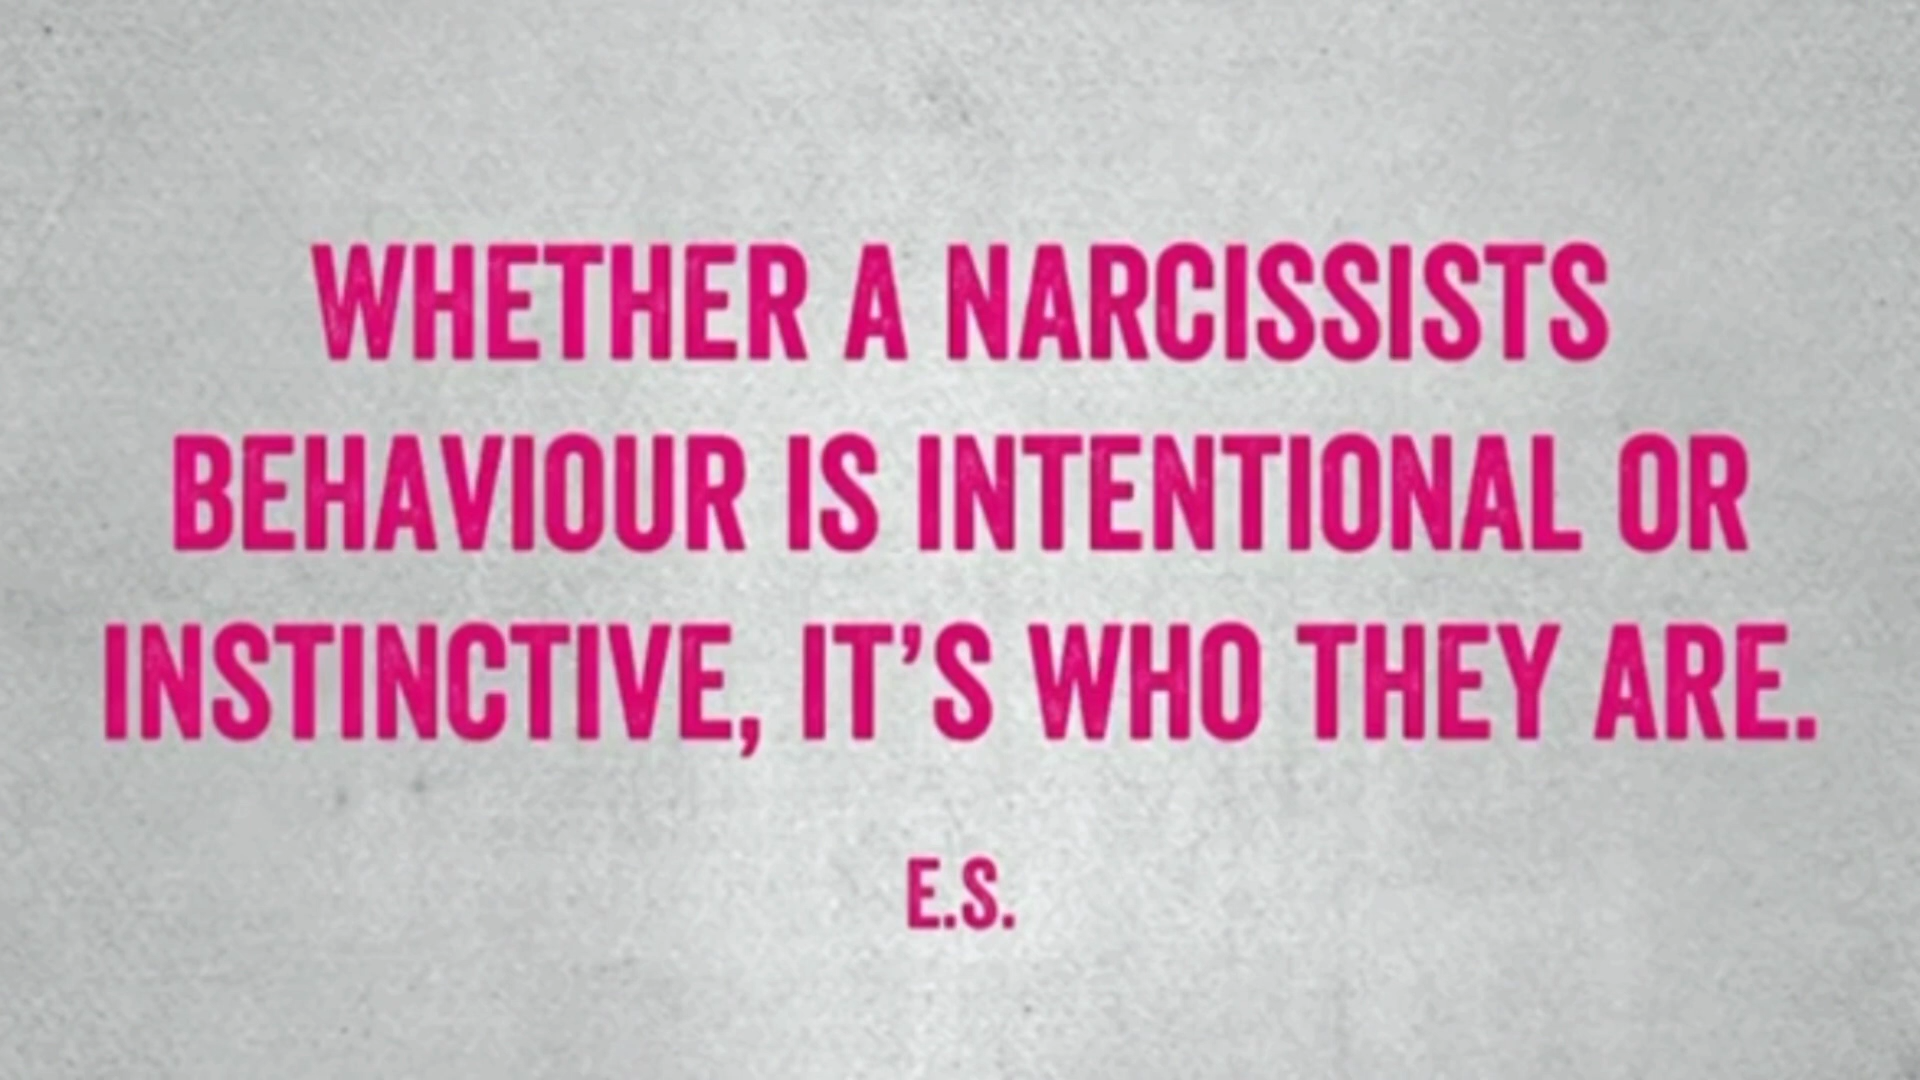 WHETHER A NARCISSISTS
BEHAVIOUR IS INTENTIONAL OR
INSTINCTIVE, IT’S WHO THEY ARE.
E.S.